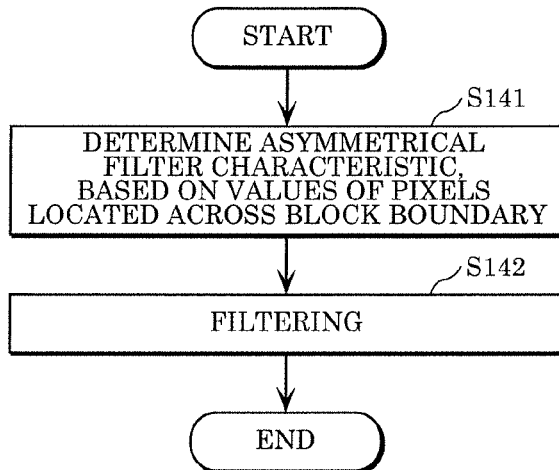 START
S141
DETERMINE ASYMMETRICAL
FILTER CHARACTERISTIC,
BASED ON VALUES OF PIXELS
LOCATED ACROSS BLOCK BOUNDARY
S142
FILTERING
END